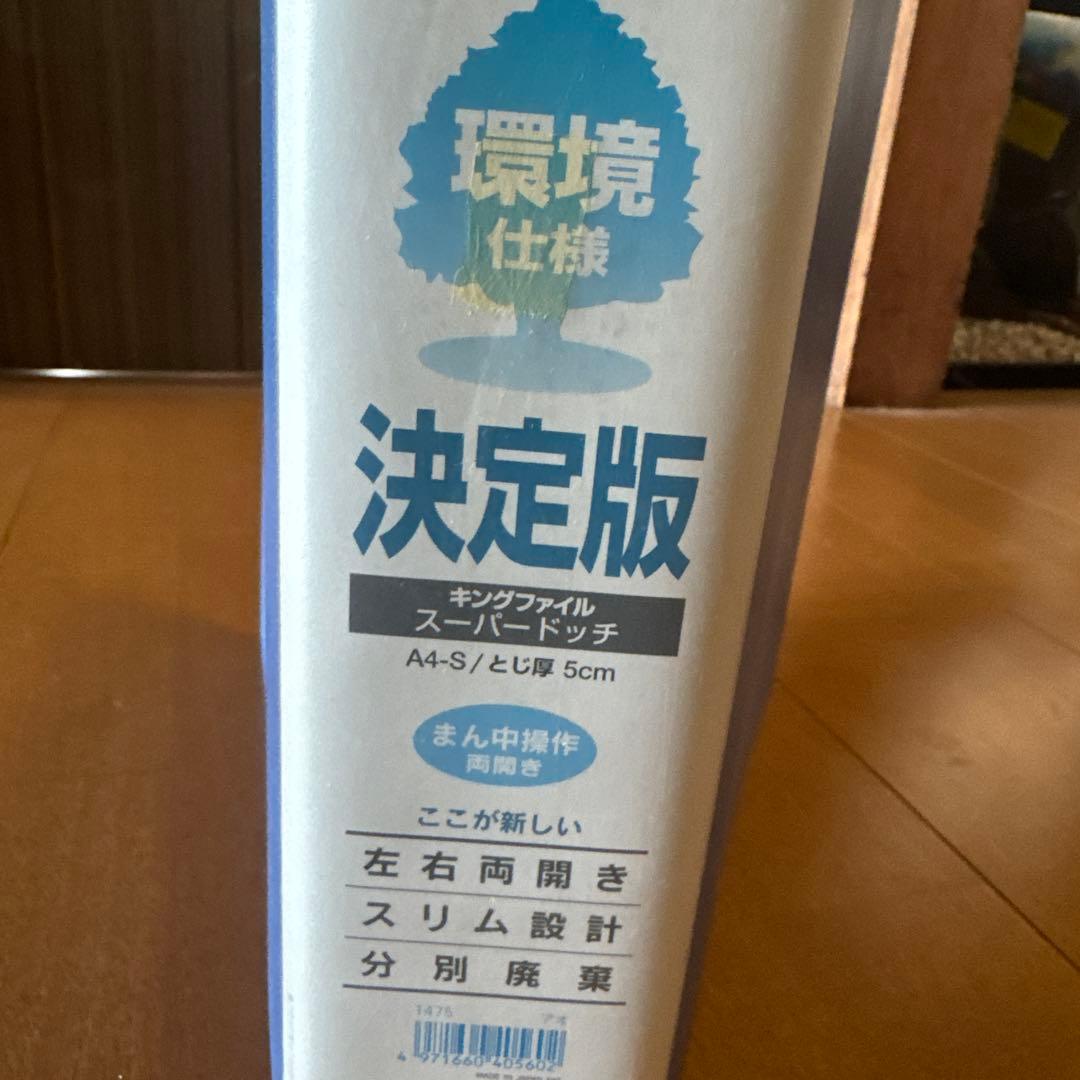 環境
仕様
決定版
キングファイル
スーパードッチ
A4-S/とじ厚 5cm
まん中操作
両開き
ここが新しい
左右両開き
スリム設計
分別廃棄
1475 アオ
4 971660 405602